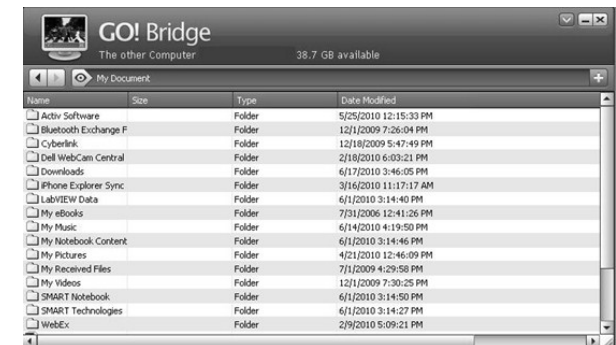 GO! Bridge
The other Computer 38.7 GB available
My Document
Name Size Type Date Modified
Activ Software Folder 5/25/2010 12:15:33 PM
Bluetooth Exchange F Folder 12/1/2009 7:26:04 PM
Cyberlink Folder 12/18/2009 5:47:49 PM
Dell WebCam Central Folder 2/18/2010 6:03:21 PM
Downloads Folder 6/17/2010 3:46:05 PM
iPhone Explorer Sync Folder 3/16/2010 11:17:17 AM
LabVIEW Data Folder 6/1/2010 3:14:40 PM
My eBooks Folder 7/31/2006 12:41:26 PM
My Music Folder 6/14/2010 4:19:50 PM
My Notebook Content Folder 6/1/2010 3:14:46 PM
My Pictures Folder 4/21/2010 12:46:09 PM
My Received Files Folder 7/1/2009 4:29:58 PM
My Videos Folder 12/1/2009 7:30:25 PM
SMART Notebook Folder 6/1/2010 3:14:50 PM
SMART Technologies Folder 6/1/2010 3:14:27 PM
WebEx Folder 2/9/2010 5:09:21 PM